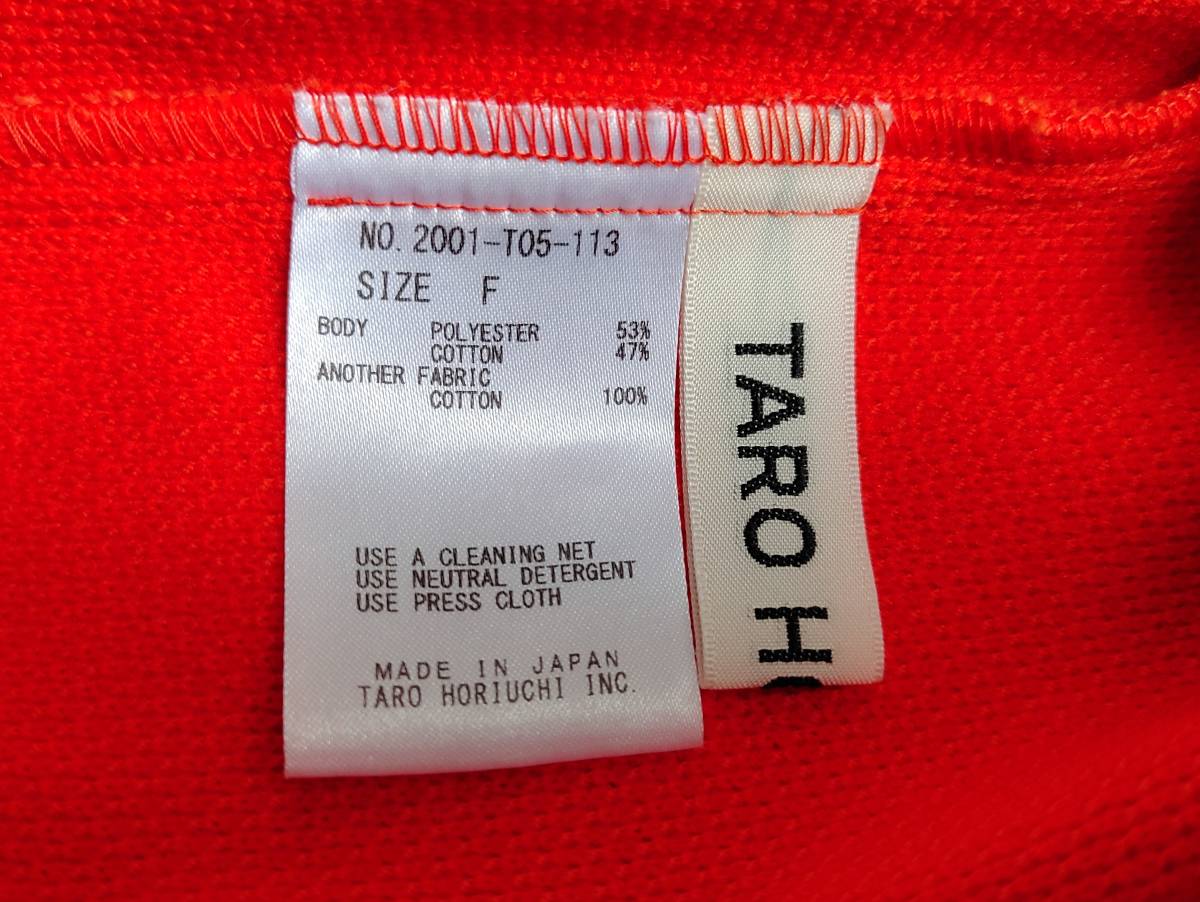 NO. 2001-T05-113
SIZE F
BODY POLYESTER 53%
COTTON 47%
ANOTHER FABRIC
COTTON 100%
USE A CLEANING NET
USE NEUTRAL DETERGENT
USE PRESS CLOTH
MADE IN JAPAN
TARO HORIUCHI INC.
TARO HO